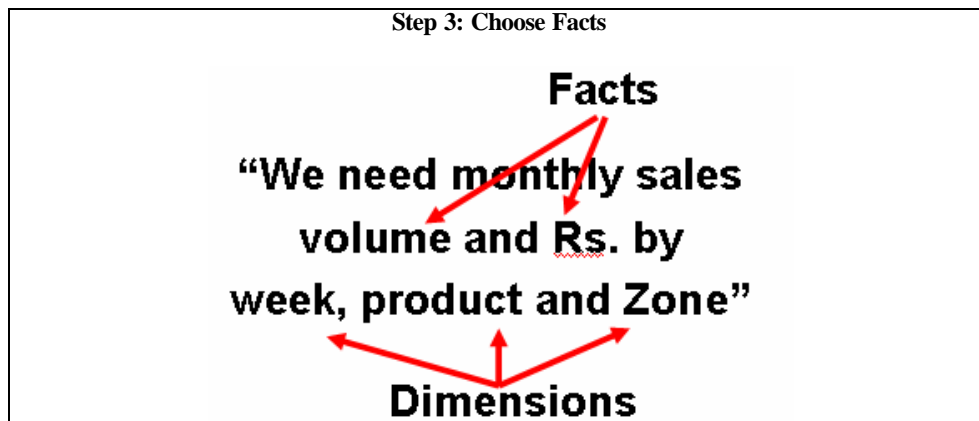 Step 3: Choose Facts
Facts
“We need monthly sales
volume and Rs. by
week, product and Zone”
Dimensions